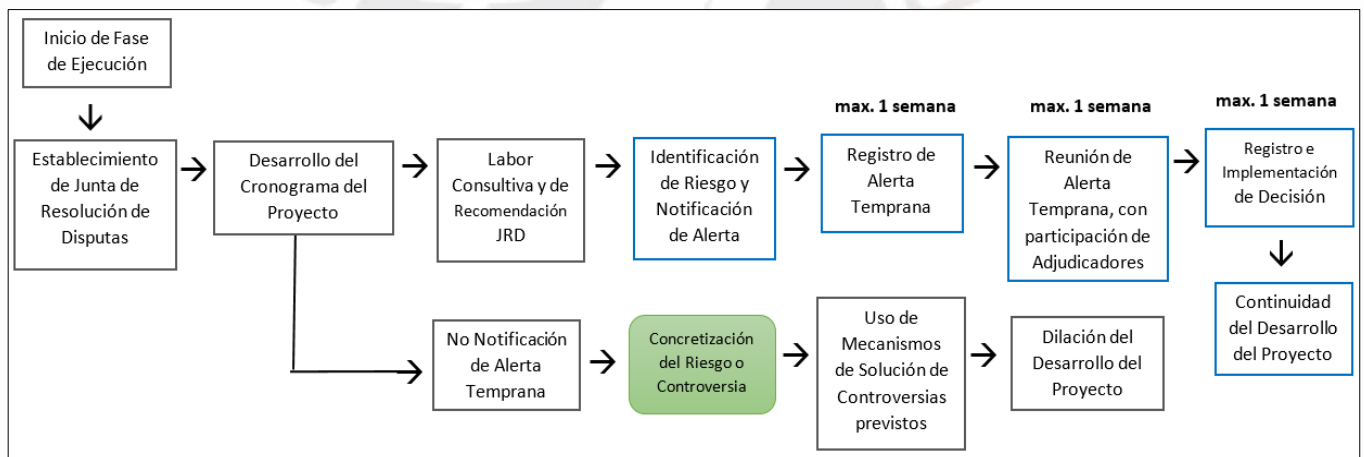 Inicio de Fase
de Ejecución
Establecimiento
de Junta de
Resolución de
Disputas
Desarrollo del
Cronograma del
Proyecto
Labor
Consultiva y de
Recomendación
JRD
Identificación
de Riesgo y
Notificación
de Alerta
max. 1 semana
Registro de
Alerta
Temprana
max. 1 semana
Reunión de
Alerta
Temprana, con
participación de
Adjudicadores
max. 1 semana
Registro e
Implementación
de Decisión
Continuidad
del Desarrollo
del Proyecto
No Notificación
de Alerta
Temprana
Concretización
del Riesgo o
Controversia
Uso de
Mecanismos
de Solución de
Controversias
previstos
Dilación del
Desarrollo del
Proyecto